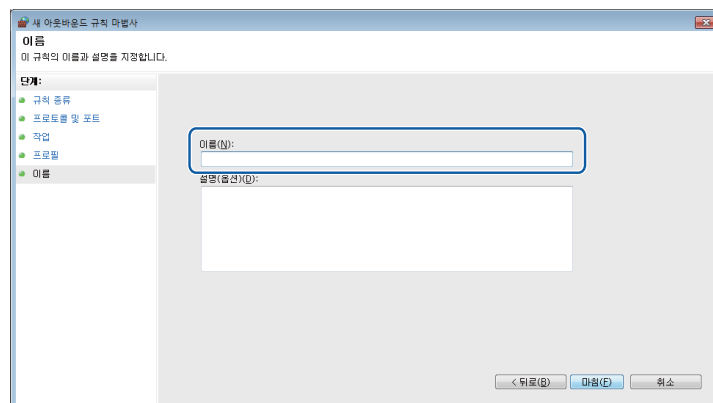 새 아웃바운드 규칙 마법사
이름
이 규칙의 이름과 설명을 지정합니다.
단계:
규칙 종류
프로토콜 및 포트
작업
프로필
이름
이름(N):
설명(옵션)(D):
< 뒤로(B) 마침(F) 취소